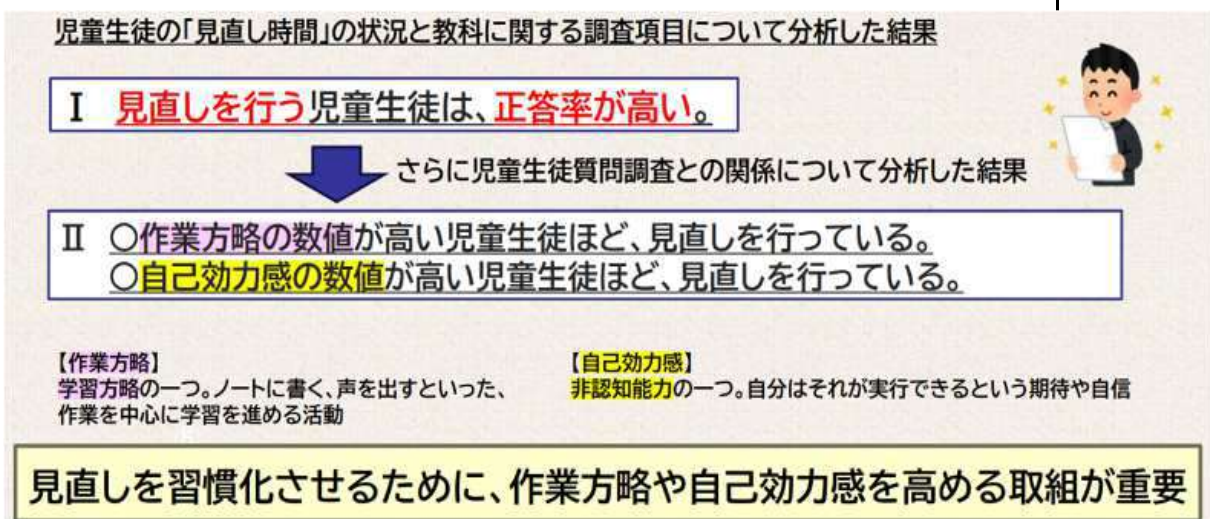 児童生徒の「見直し時間」の状況と教科に関する調査項目について分析した結果
Ⅰ　見直しを行う児童生徒は、正答率が高い。
さらに児童生徒質問調査との関係について分析した結果
Ⅱ　○作業方略の数値が高い児童生徒ほど、見直しを行っている。
○自己効力感の数値が高い児童生徒ほど、見直しを行っている。
【作業方略】
学習方略の一つ。ノートに書く、声を出すといった、
作業を中心に学習を進める活動
【自己効力感】
非認知能力の一つ。自分はそれが実行できるという期待や自信
見直しを習慣化させるために、作業方略や自己効力感を高める取組が重要